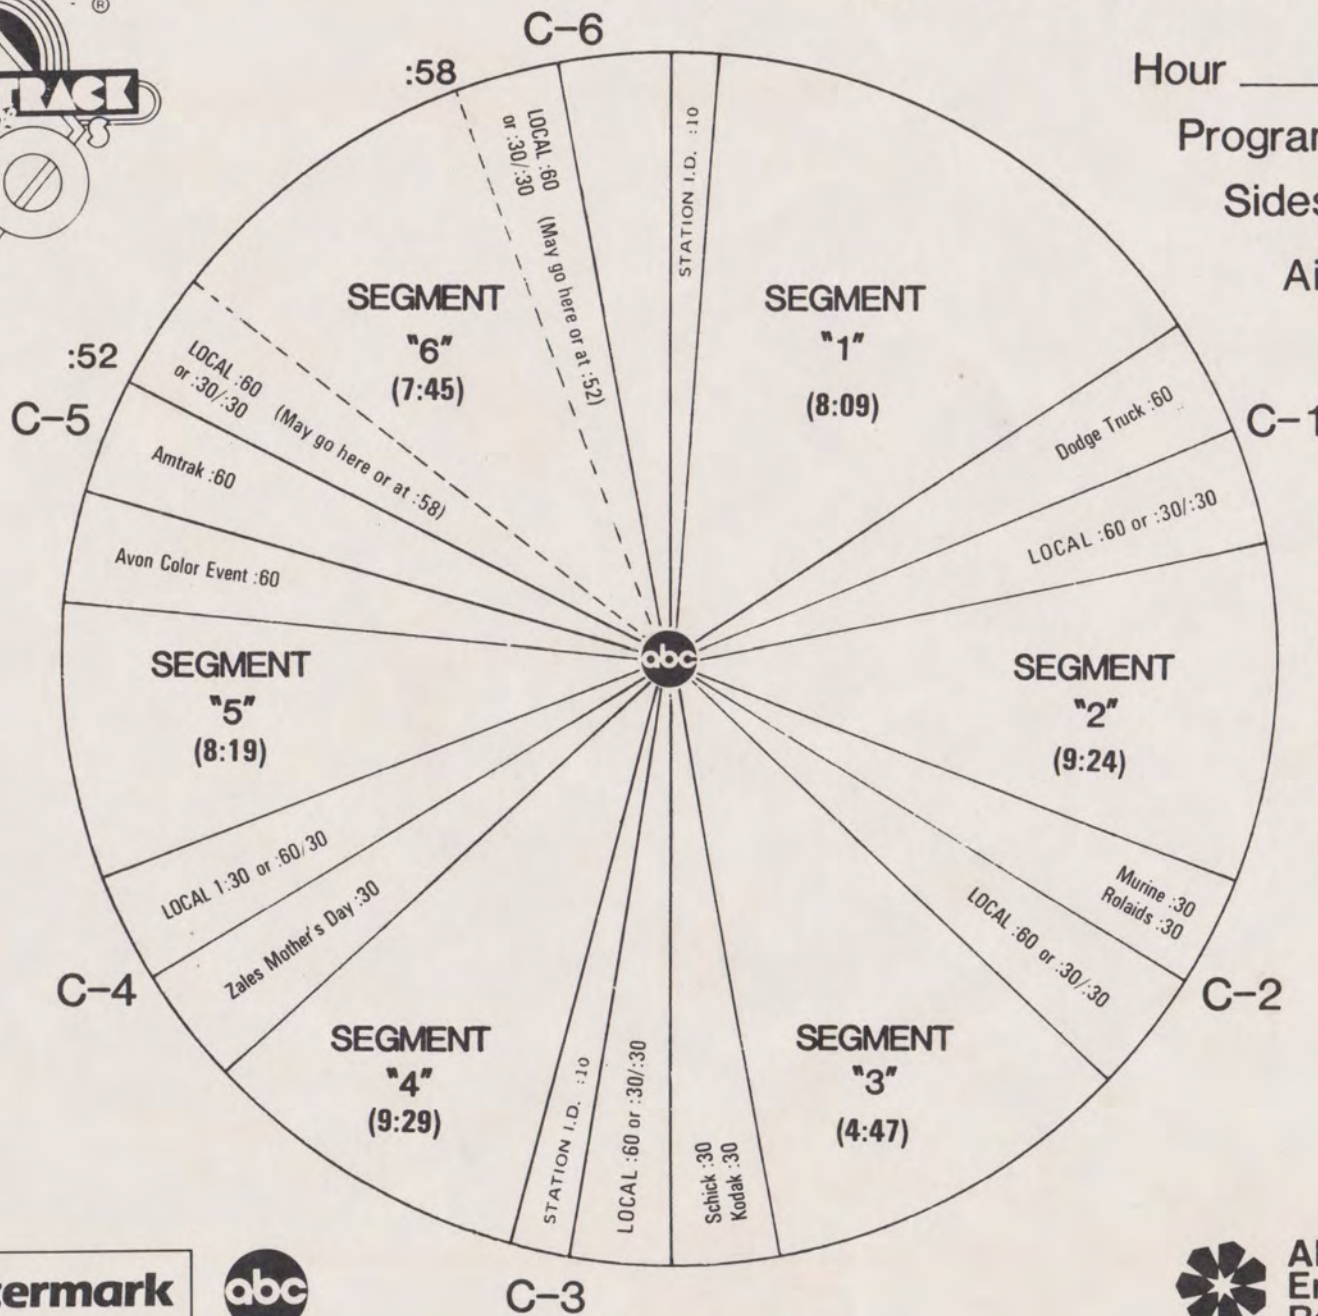 ®
TRACK
C-6
:58
Hour
STATION I.D. :10
LOCAL :60
or :30/:30
(May go here or at :52)
SEGMENT
"6"
(7:45)
SEGMENT
"1"
(8:09)
:52
C-5
LOCAL :60
or :30/:30
(May go here or at :58)
Dodge Truck :60
C-1
Amtrak :60
LOCAL :60 or :30/:30
Avon Color Event :60
abc
SEGMENT
"5"
(8:19)
SEGMENT
"2"
(9:24)
LOCAL 1:30 or :60/30
Murine :30
Rolaids :30
Zales Mother's Day :30
LOCAL :60 or :30/:30
C-4
C-2
SEGMENT
"4"
(9:29)
SEGMENT
"3"
(4:47)
STATION I.D. :10
LOCAL :60 or :30/:30
Schick :30
Kodak :30
C-3
abc